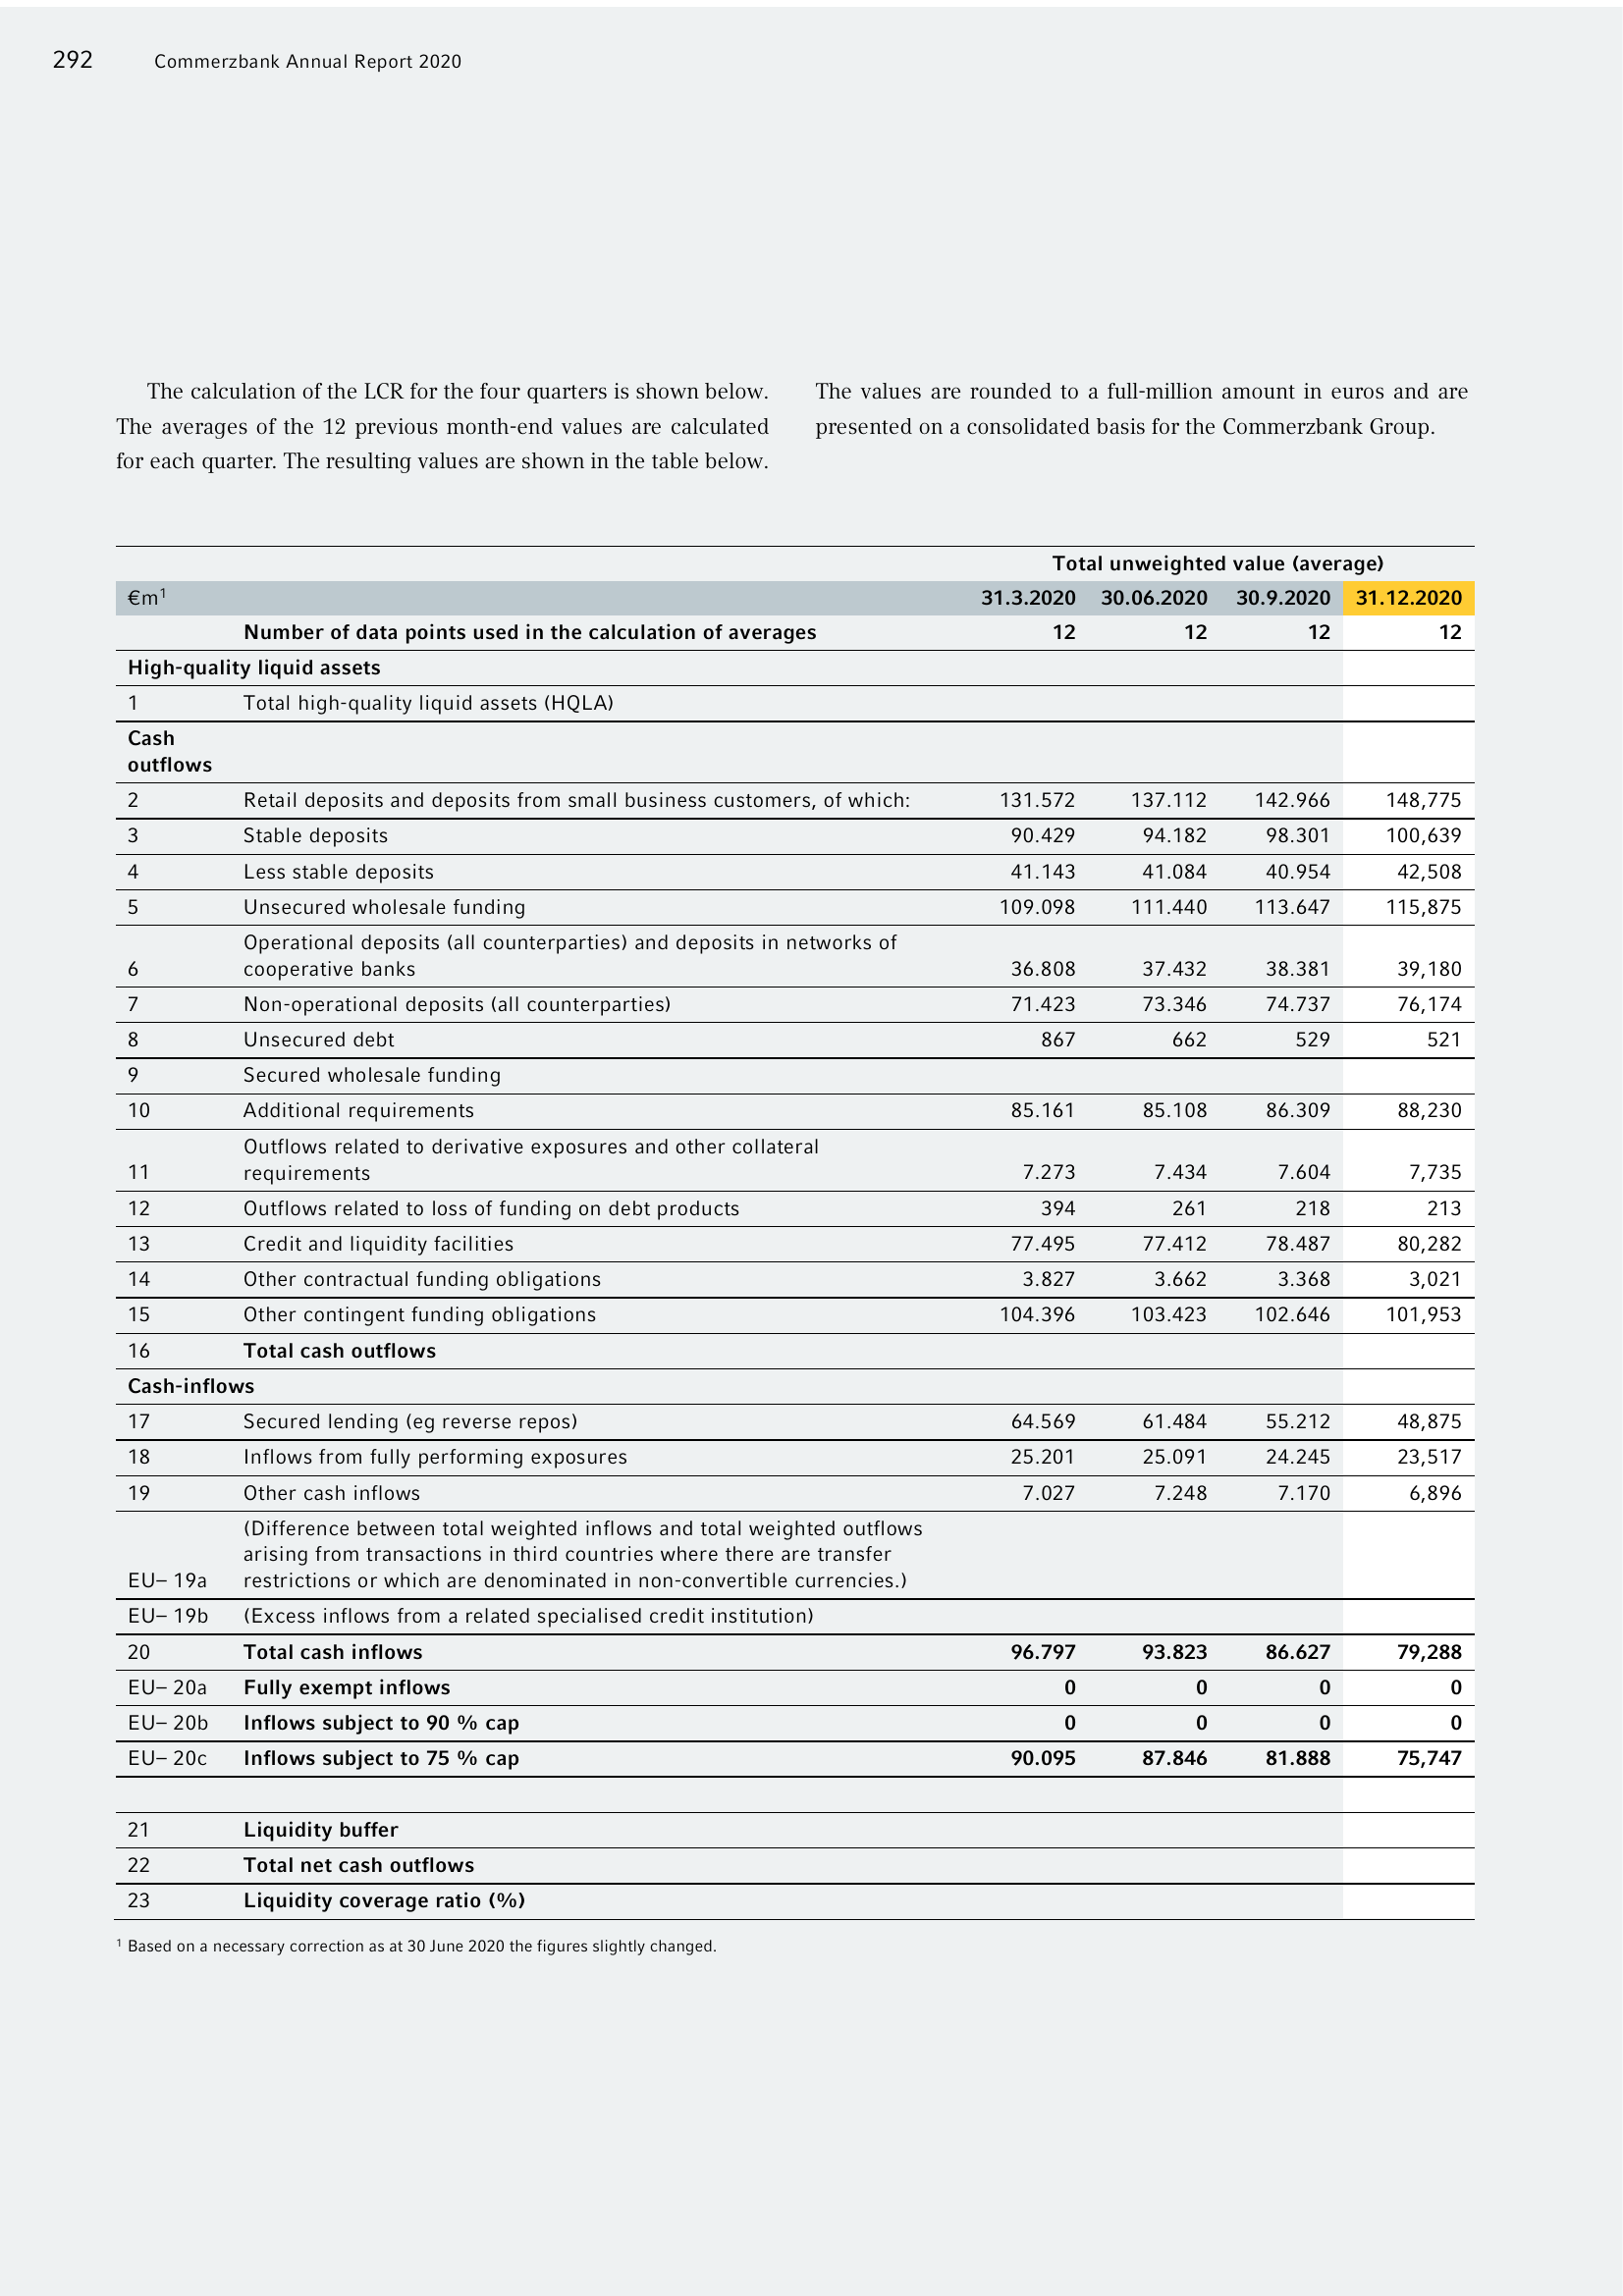 292 Commerzbank Annual Report 2020
The calculation of the LCR for the four quarters is shown below.
The averages of the 12 previous month-end values are calculated
for each quarter. The resulting values are shown in the table below.
The values are rounded to a full-million amount in euros and are
presented on a consolidated basis for the Commerzbank Group.
Total unweighted value (average)
€m¹ 31.3.2020 30.06.2020 30.9.2020 31.12.2020
Number of data points used in the calculation of averages 12 12 12 12
High-quality liquid assets
1 Total high-quality liquid assets (HQLA)
Cash
outflows
2 Retail deposits and deposits from small business customers, of which: 131.572 137.112 142.966 148,775
3 Stable deposits 90.429 94.182 98.301 100,639
4 Less stable deposits 41.143 41.084 40.954 42,508
5 Unsecured wholesale funding 109.098 111.440 113.647 115,875
Operational deposits (all counterparties) and deposits in networks of
6 cooperative banks 36.808 37.432 38.381 39,180
7 Non-operational deposits (all counterparties) 71.423 73.346 74.737 76,174
8 Unsecured debt 867 662 529 521
9 Secured wholesale funding
10 Additional requirements 85.161 85.108 86.309 88,230
Outflows related to derivative exposures and other collateral
11 requirements 7.273 7.434 7.604 7,735
12 Outflows related to loss of funding on debt products 394 261 218 213
13 Credit and liquidity facilities 77.495 77.412 78.487 80,282
14 Other contractual funding obligations 3.827 3.662 3.368 3,021
15 Other contingent funding obligations 104.396 103.423 102.646 101,953
16 Total cash outflows
Cash-inflows
17 Secured lending (eg reverse repos) 64.569 61.484 55.212 48,875
18 Inflows from fully performing exposures 25.201 25.091 24.245 23,517
19 Other cash inflows 7.027 7.248 7.170 6,896
(Difference between total weighted inflows and total weighted outflows
arising from transactions in third countries where there are transfer
EU– 19a restrictions or which are denominated in non-convertible currencies.)
EU– 19b (Excess inflows from a related specialised credit institution)
20 Total cash inflows 96.797 93.823 86.627 79,288
EU– 20a Fully exempt inflows 0 0 0 0
EU– 20b Inflows subject to 90 % cap 0 0 0 0
EU– 20c Inflows subject to 75 % cap 90.095 87.846 81.888 75,747
21 Liquidity buffer
22 Total net cash outflows
23 Liquidity coverage ratio (%)
¹ Based on a necessary correction as at 30 June 2020 the figures slightly changed.